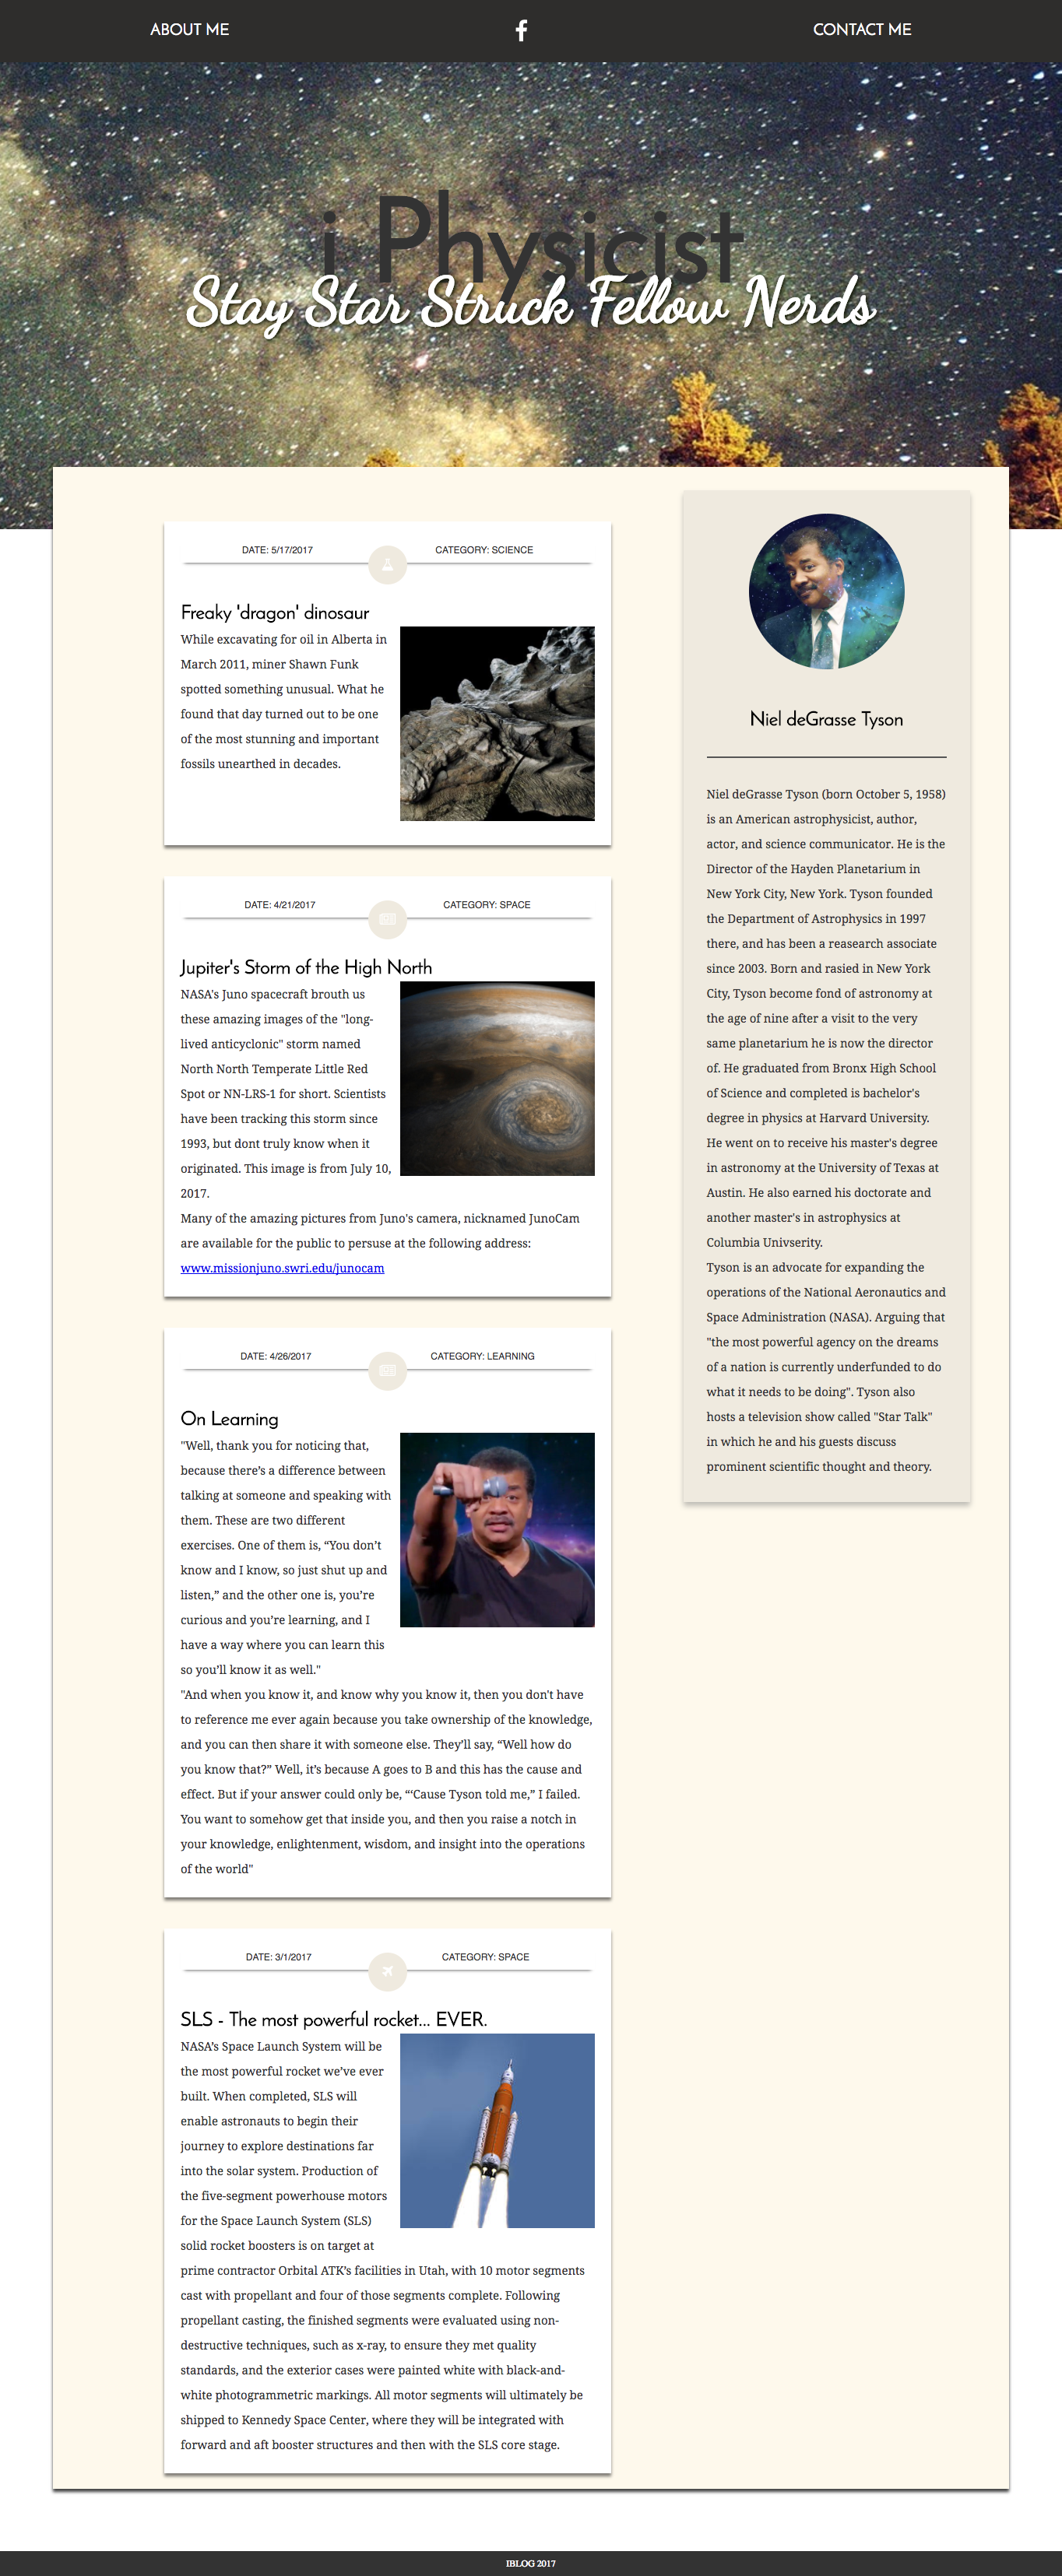 ABOUT ME
CONTACT ME
i Physicist
Stay Star Struck Fellow Nerds
DATE: 5/17/2017
CATEGORY: SCIENCE
Freaky 'dragon' dinosaur
While excavating for oil in Alberta in
March 2011, miner Shawn Funk
spotted something unusual. What he
found that day turned out to be one
of the most stunning and important
fossils unearthed in decades.
DATE: 4/21/2017
CATEGORY: SPACE
Jupiter's Storm of the High North
NASA's Juno spacecraft brouth us
these amazing images of the "long-
lived anticyclonic" storm named
North North Temperate Little Red
Spot or NN-LRS-1 for short. Scientists
have been tracking this storm since
1993, but dont truly know when it
originated. This image is from July 10,
2017.
Many of the amazing pictures from Juno's camera, nicknamed JunoCam
are available for the public to persuse at the following address:
www.missionjuno.swri.edu/junocam
DATE: 4/26/2017
CATEGORY: LEARNING
On Learning
"Well, thank you for noticing that,
because there’s a difference between
talking at someone and speaking with
them. These are two different
exercises. One of them is, “You don’t
know and I know, so just shut up and
listen,” and the other one is, you’re
curious and you’re learning, and I
have a way where you can learn this
so you’ll know it as well."
"And when you know it, and know why you know it, then you don't have
to reference me ever again because you take ownership of the knowledge,
and you can then share it with someone else. They’ll say, “Well how do
you know that?” Well, it’s because A goes to B and this has the cause and
effect. But if your answer could only be, “‘Cause Tyson told me,” I failed.
You want to somehow get that inside you, and then you raise a notch in
your knowledge, enlightenment, wisdom, and insight into the operations
of the world"
DATE: 3/1/2017
CATEGORY: SPACE
SLS - The most powerful rocket... EVER.
NASA’s Space Launch System will be
the most powerful rocket we’ve ever
built. When completed, SLS will
enable astronauts to begin their
journey to explore destinations far
into the solar system. Production of
the five-segment powerhouse motors
for the Space Launch System (SLS)
solid rocket boosters is on target at
prime contractor Orbital ATK’s facilities in Utah, with 10 motor segments
cast with propellant and four of those segments complete. Following
propellant casting, the finished segments were evaluated using non-
destructive techniques, such as x-ray, to ensure they met quality
standards, and the exterior cases were painted white with black-and-
white photogrammetric markings. All motor segments will ultimately be
shipped to Kennedy Space Center, where they will be integrated with
forward and aft booster structures and then with the SLS core stage.
Niel deGrasse Tyson
Niel deGrasse Tyson (born October 5, 1958)
is an American astrophysicist, author,
actor, and science communicator. He is the
Director of the Hayden Planetarium in
New York City, New York. Tyson founded
the Department of Astrophysics in 1997
there, and has been a reasearch associate
since 2003. Born and rasied in New York
City, Tyson become fond of astronomy at
the age of nine after a visit to the very
same planetarium he is now the director
of. He graduated from Bronx High School
of Science and completed is bachelor's
degree in physics at Harvard University.
He went on to receive his master's degree
in astronomy at the University of Texas at
Austin. He also earned his doctorate and
another master's in astrophysics at
Columbia Univserity.
Tyson is an advocate for expanding the
operations of the National Aeronautics and
Space Administration (NASA). Arguing that
"the most powerful agency on the dreams
of a nation is currently underfunded to do
what it needs to be doing". Tyson also
hosts a television show called "Star Talk"
in which he and his guests discuss
prominent scientific thought and theory.
IBLOG 2017